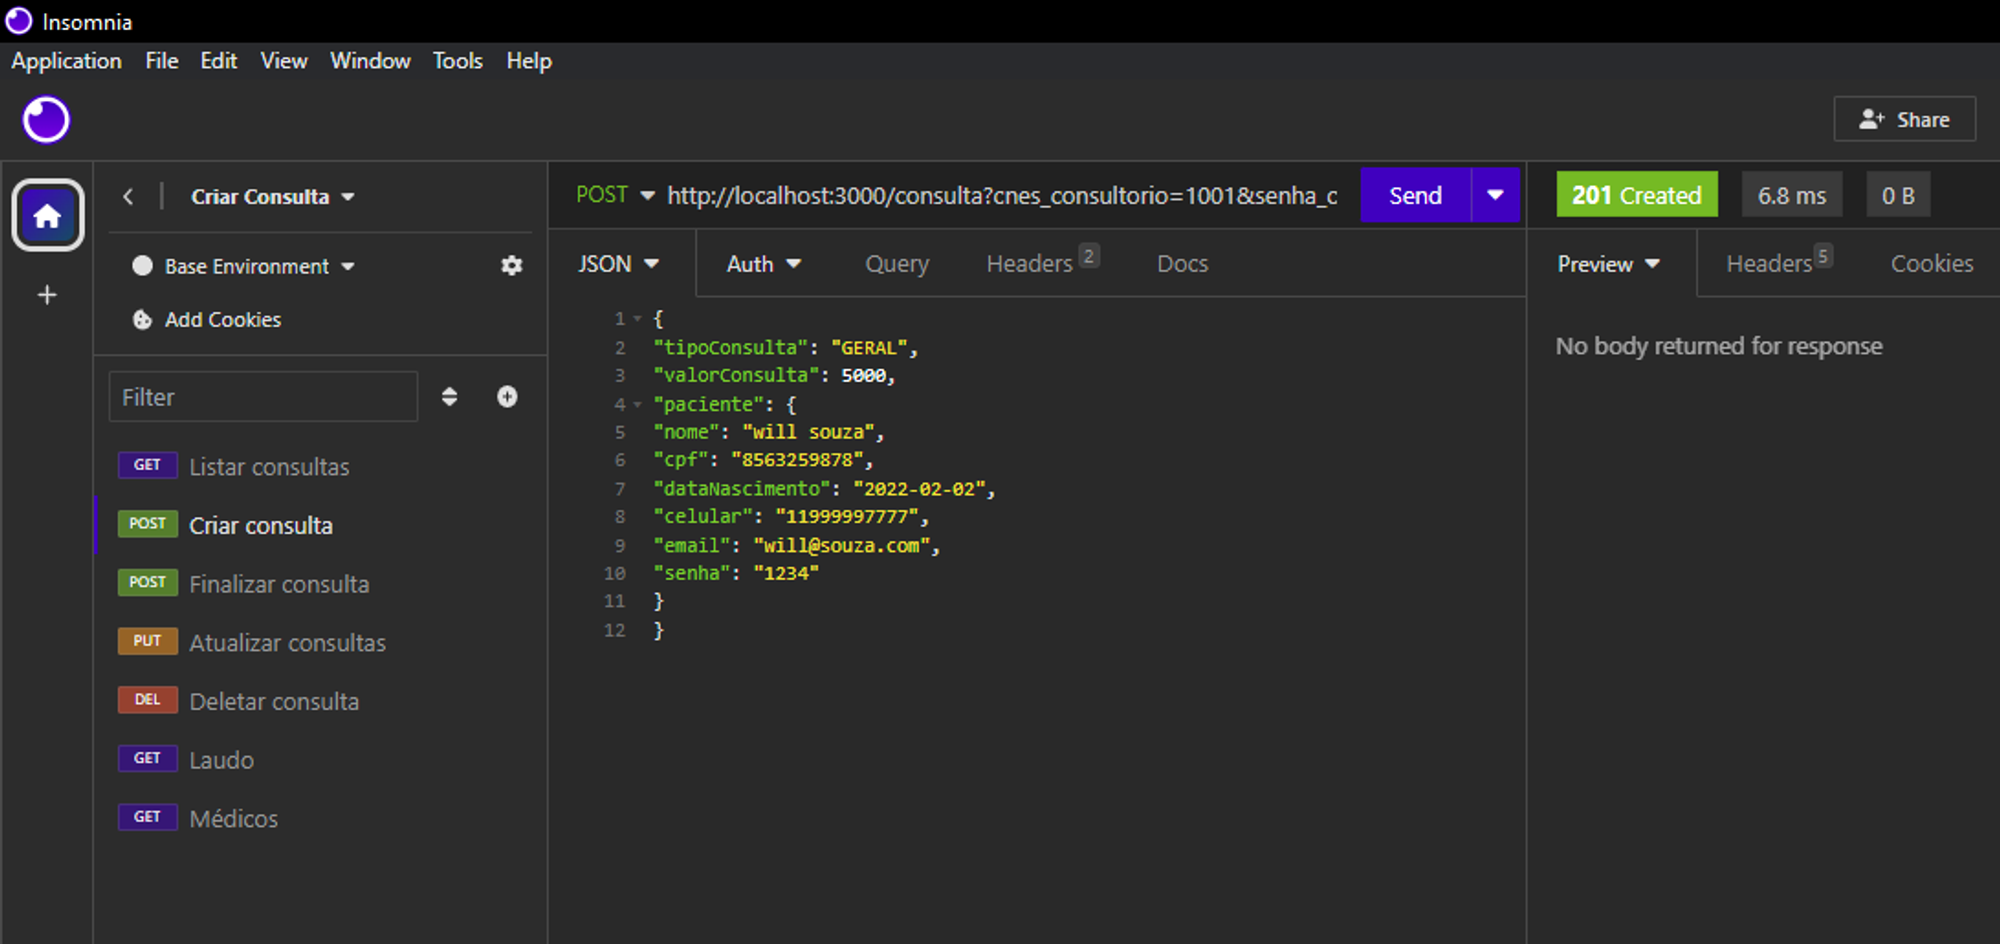 Insomnia
Application File Edit View Window Tools Help
Share
Criar Consulta
POST http://localhost:3000/consulta?cnes_consultorio=1001&senha_c Send
201 Created 6.8 ms 0 B
Base Environment
JSON Auth Query Headers 2 Docs
Preview Headers 5 Cookies
Add Cookies
Filter
GET Listar consultas
POST Criar consulta
POST Finalizar consulta
PUT Atualizar consultas
DEL Deletar consulta
GET Laudo
GET Médicos
1 {
2 "tipoConsulta": "GERAL",
3 "valorConsulta": 5000,
4 "paciente": {
5 "nome": "will souza",
6 "cpf": "8563259878",
7 "dataNascimento": "2022-02-02",
8 "celular": "11999997777",
9 "email": "will@souza.com",
10 "senha": "1234"
11 }
12 }
No body returned for response